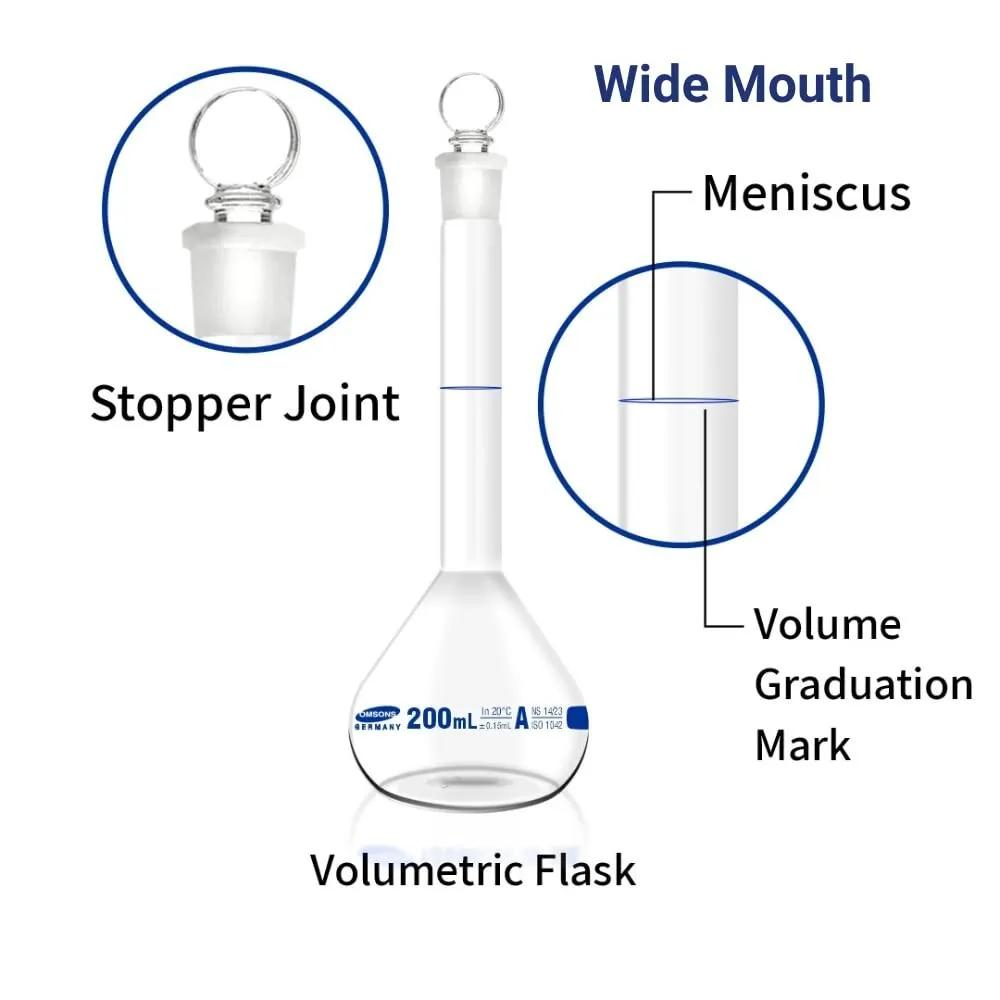 Wide Mouth
Meniscus
Stopper Joint
Volume
Graduation
Mark
OMSONS
GERMANY
200mL
In 20°C
±0.15mL
A
NS 14/23
ISO 1042
Volumetric Flask